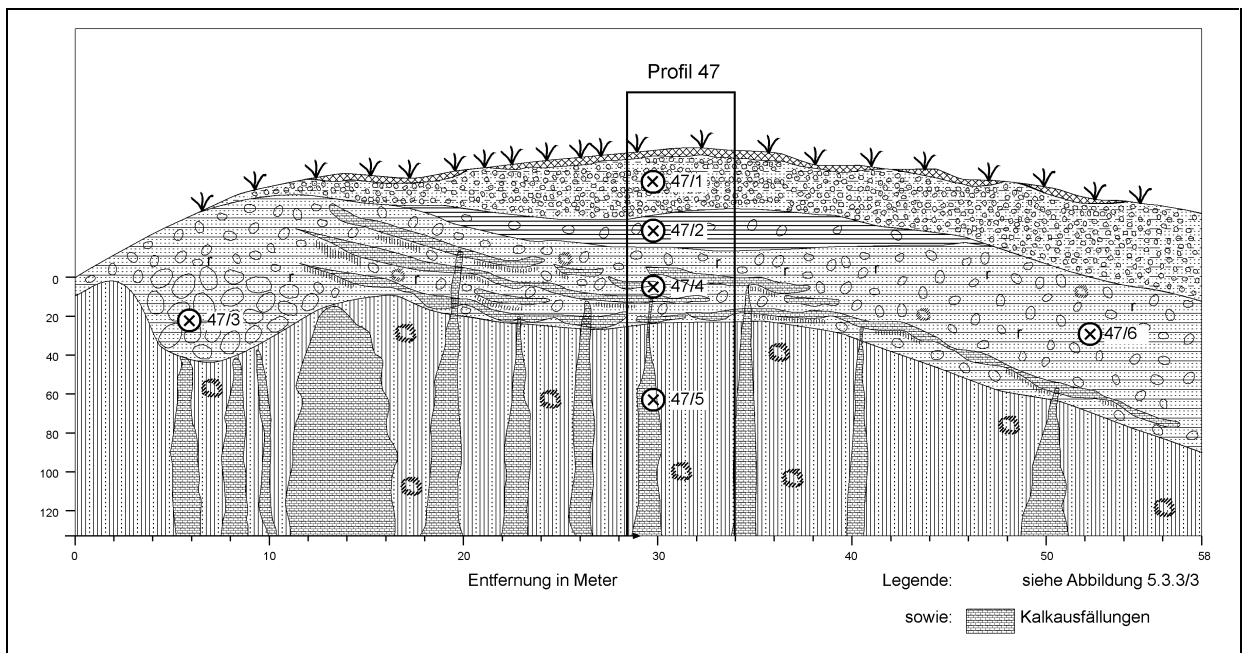 Profil 47
47/1
47/2
r
r
r
47/4
r
r
r
0
r
47/3
20
r
47/6
40
47/5
60
80
100
120
0 10 20 30 40 50 58
Entfernung in Meter
Legende: siehe Abbildung 5.3.3/3
sowie: Kalkausfällungen